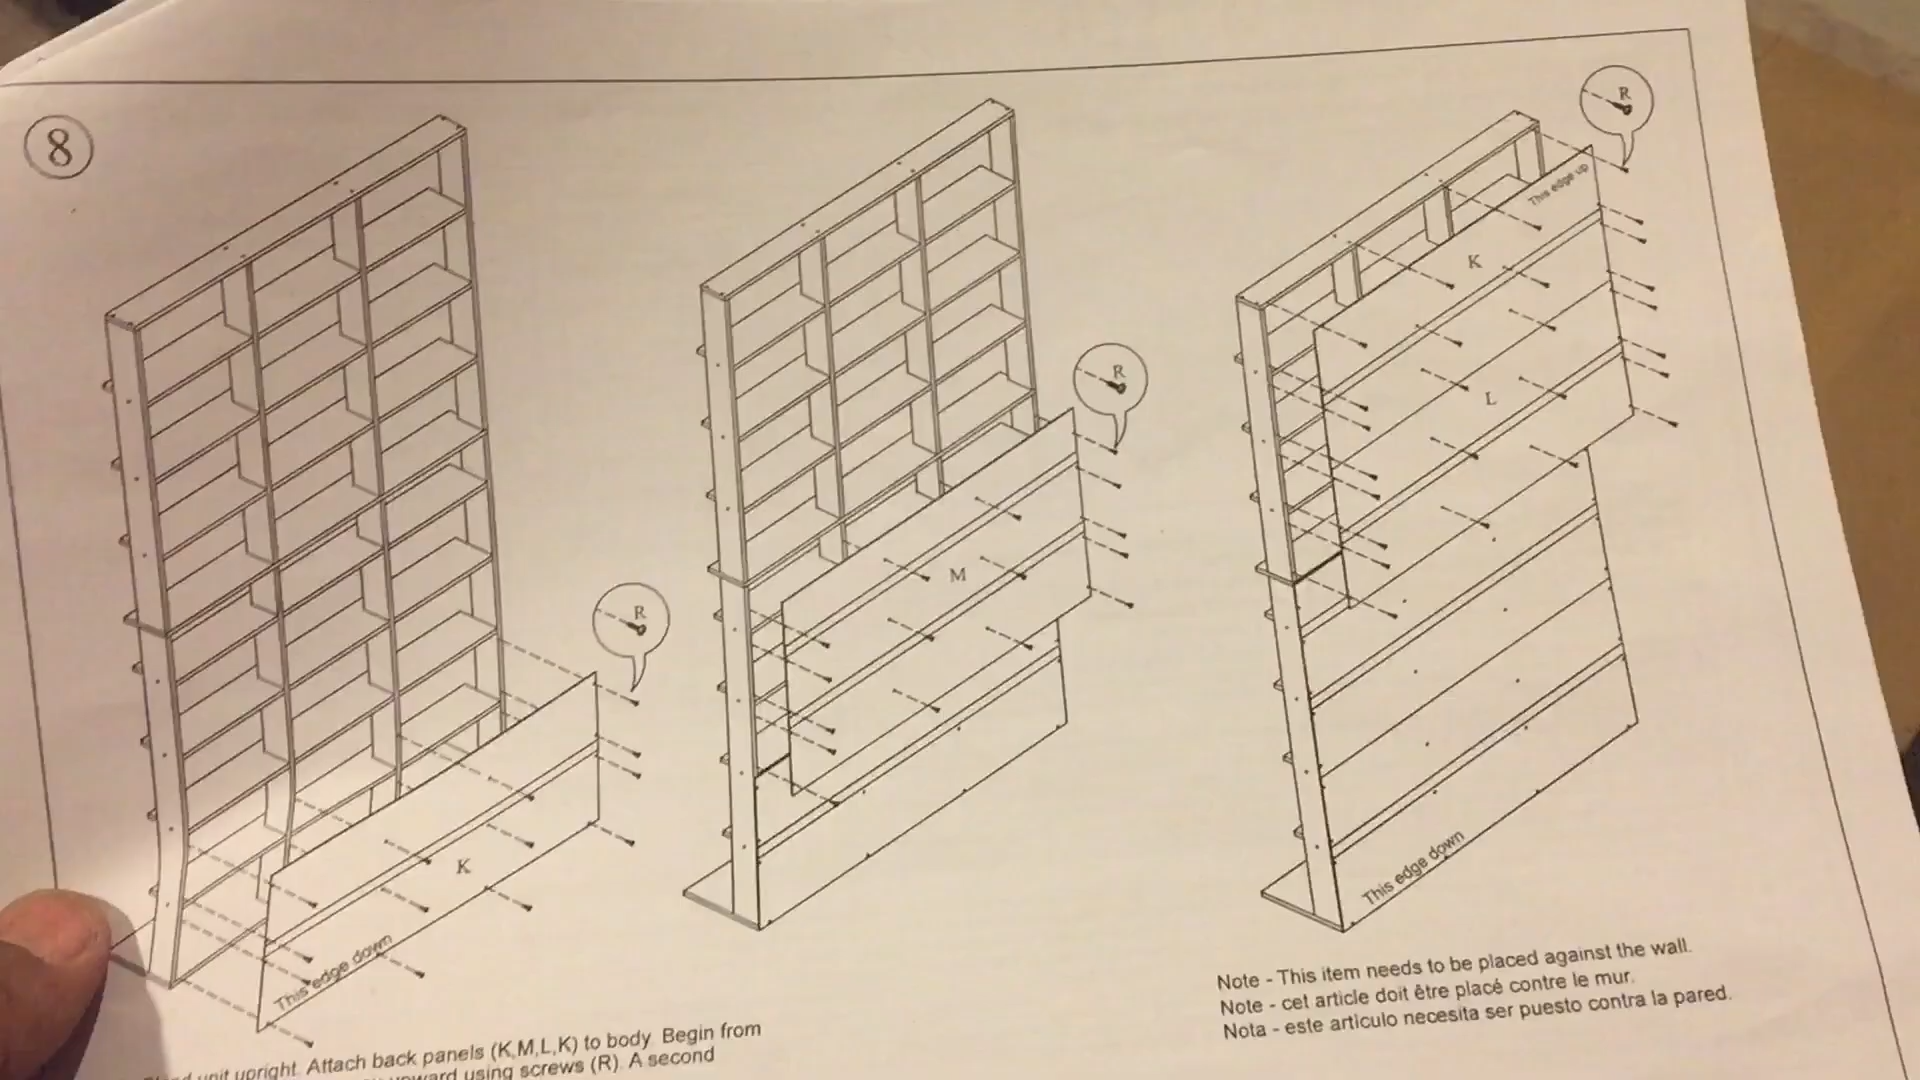 8
R
K
This edge down
R
M
R
This edge up
K
L
This edge down
Note - This item needs to be placed against the wall.
Note - cet article doit être placé contre le mur.
Nota - este articulo necesita ser puesto contra la pared.
unit upright. Attach back panels (K,M,L,K) to body. Begin from
upward using screws (R). A second